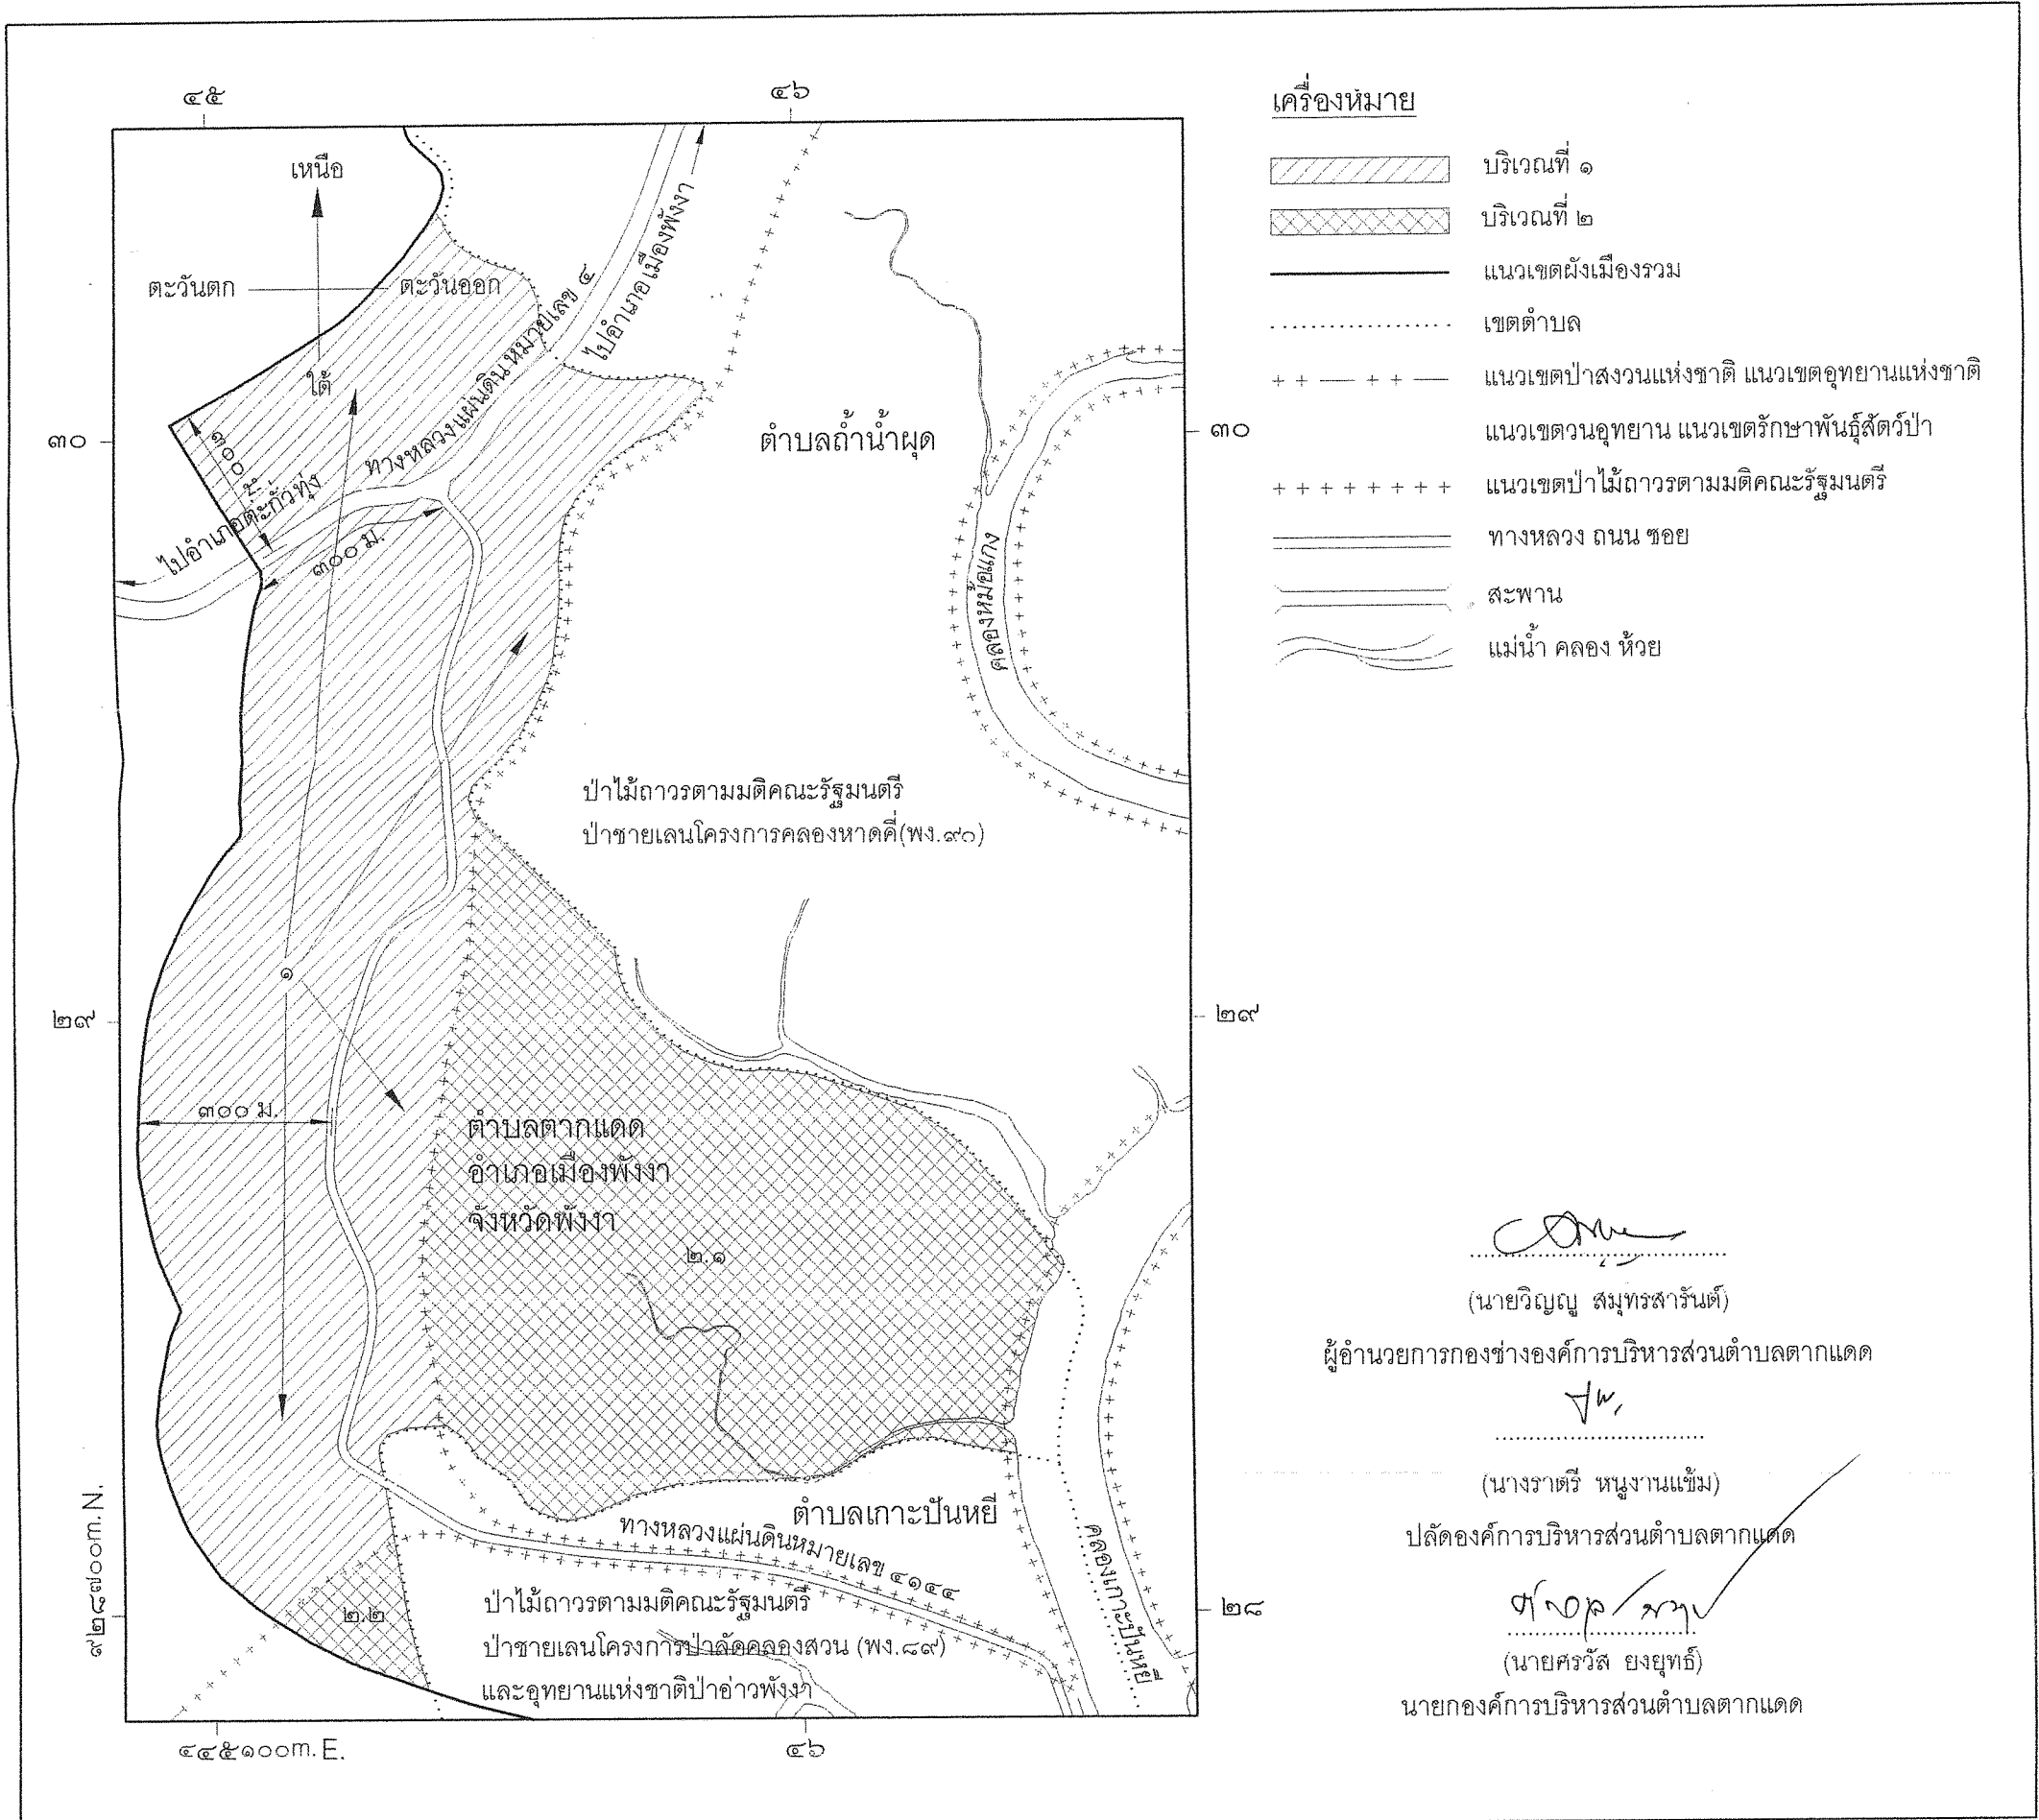 ๔๕
๔๖
เหนือ
ตะวันตก
ตะวันออก
ใต้
ทางหลวงแผ่นดินหมายเลข ๔
ไปอำเภอเมืองพังงา
๓๐
๓๐๐ ม.
ไปอำเภอตะกั่วทุ่ง
๓๐๐ ม.
ตำบลถ้ำน้ำผุด
๓๐
คลองหม้อแกง
ป่าไม้ถาวรตามมติคณะรัฐมนตรี
ป่าชายเลนโครงการคลองหาดคี่(พง.๙๐)
๑
๒๙
๒๙
๓๐๐ ม.
ตำบลตากแดด
อำเภอเมืองพังงา
จังหวัดพังงา
๒.๑
ตำบลเกาะปันหยี
ทางหลวงแผ่นดินหมายเลข ๔๑๔๔
คลองเกาะปันหยี
๒.๒
ป่าไม้ถาวรตามมติคณะรัฐมนตรี
ป่าชายเลนโครงการป่าลัดคลองสวน (พง.๘๙)
และอุทยานแห่งชาติป่าอ่าวพังงา
๒๘
๙๒๘๗๐๐m.N.
๔๔๕๑๐๐m.E.
๔๖
เครื่องหมาย
บริเวณที่ ๑
บริเวณที่ ๒
แนวเขตผังเมืองรวม
เขตตำบล
แนวเขตป่าสงวนแห่งชาติ แนวเขตอุทยานแห่งชาติ
แนวเขตวนอุทยาน แนวเขตรักษาพันธุ์สัตว์ป่า
แนวเขตป่าไม้ถาวรตามมติคณะรัฐมนตรี
ทางหลวง ถนน ซอย
สะพาน
แม่น้ำ คลอง ห้วย
(นายวิญญู สมุทรสารันต์)
ผู้อำนวยการกองช่างองค์การบริหารส่วนตำบลตากแดด
(นางราตรี หนูงานแข้ม)
ปลัดองค์การบริหารส่วนตำบลตากแดด
(นายศรวัส ยงยุทธ์)
นายกองค์การบริหารส่วนตำบลตากแดด